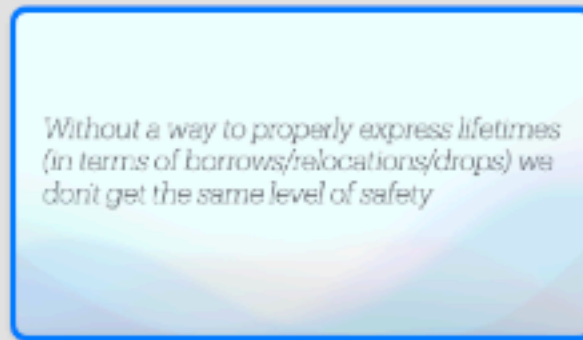 Without a way to properly express lifetimes
(in terms of borrows/relocations/drops) we
don't get the same level of safety